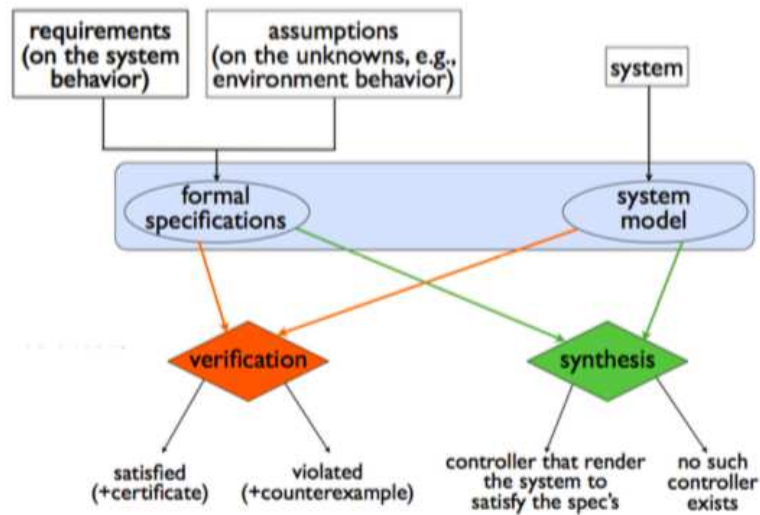 requirements
(on the system
behavior)
assumptions
(on the unknowns, e.g.,
environment behavior)
system
formal
specifications
system
model
verification
synthesis
satisfied
(+certificate)
violated
(+counterexample)
controller that render
the system to
satisfy the spec's
no such
controller
exists